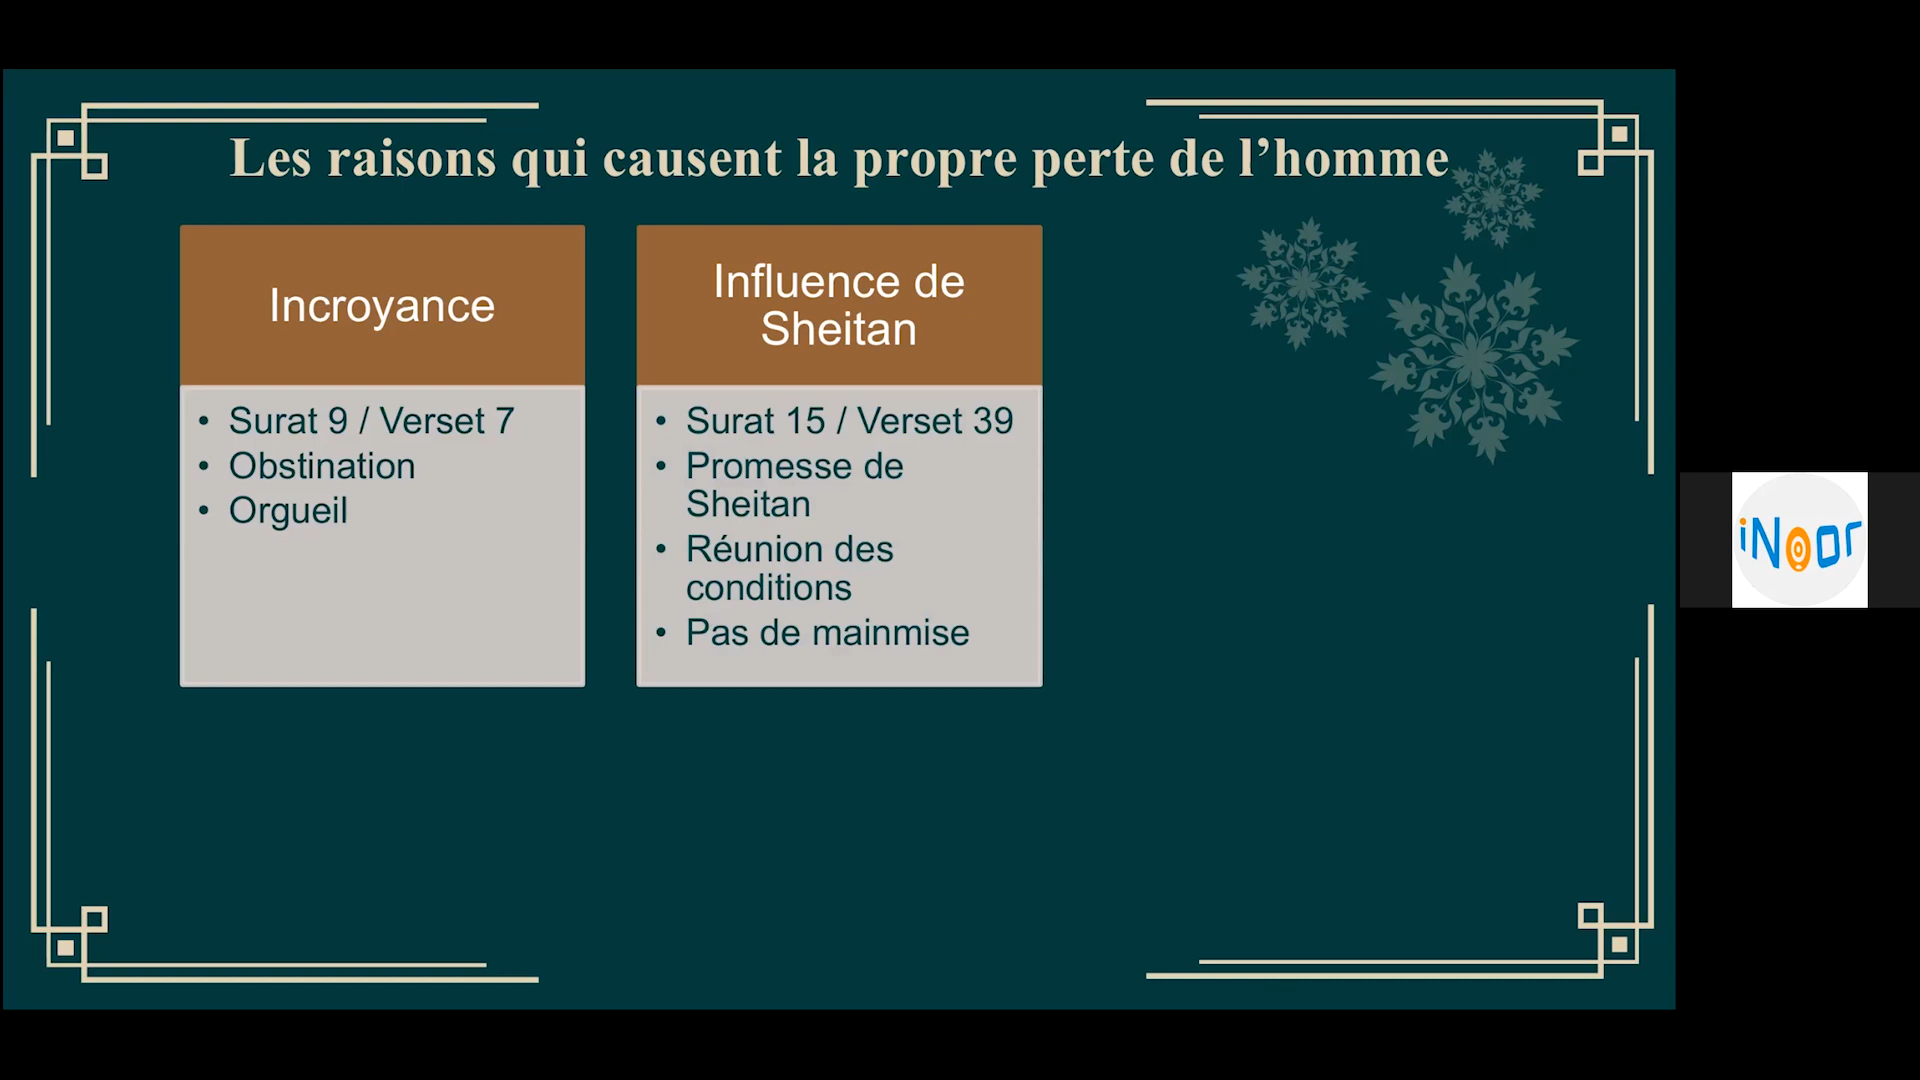 Les raisons qui causent la propre perte de l’homme
Incroyance
• Surat 9 / Verset 7
• Obstination
• Orgueil
Influence de
Sheitan
• Surat 15 / Verset 39
• Promesse de
Sheitan
• Réunion des
conditions
• Pas de mainmise
iNoor